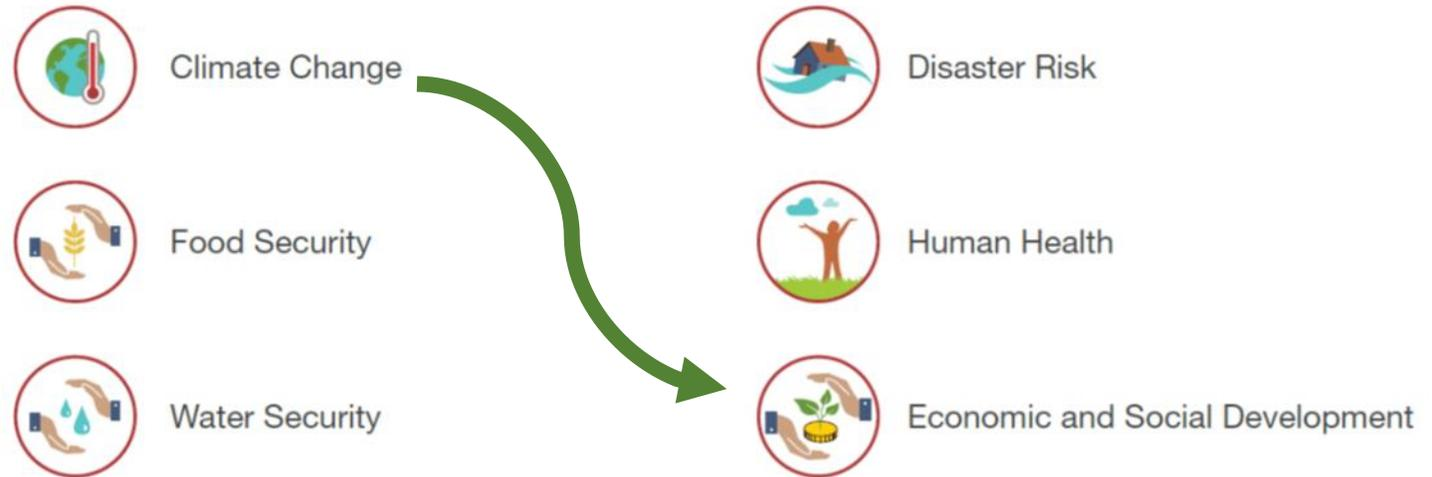 Climate Change
Disaster Risk
Food Security
Human Health
Water Security
Economic and Social Development